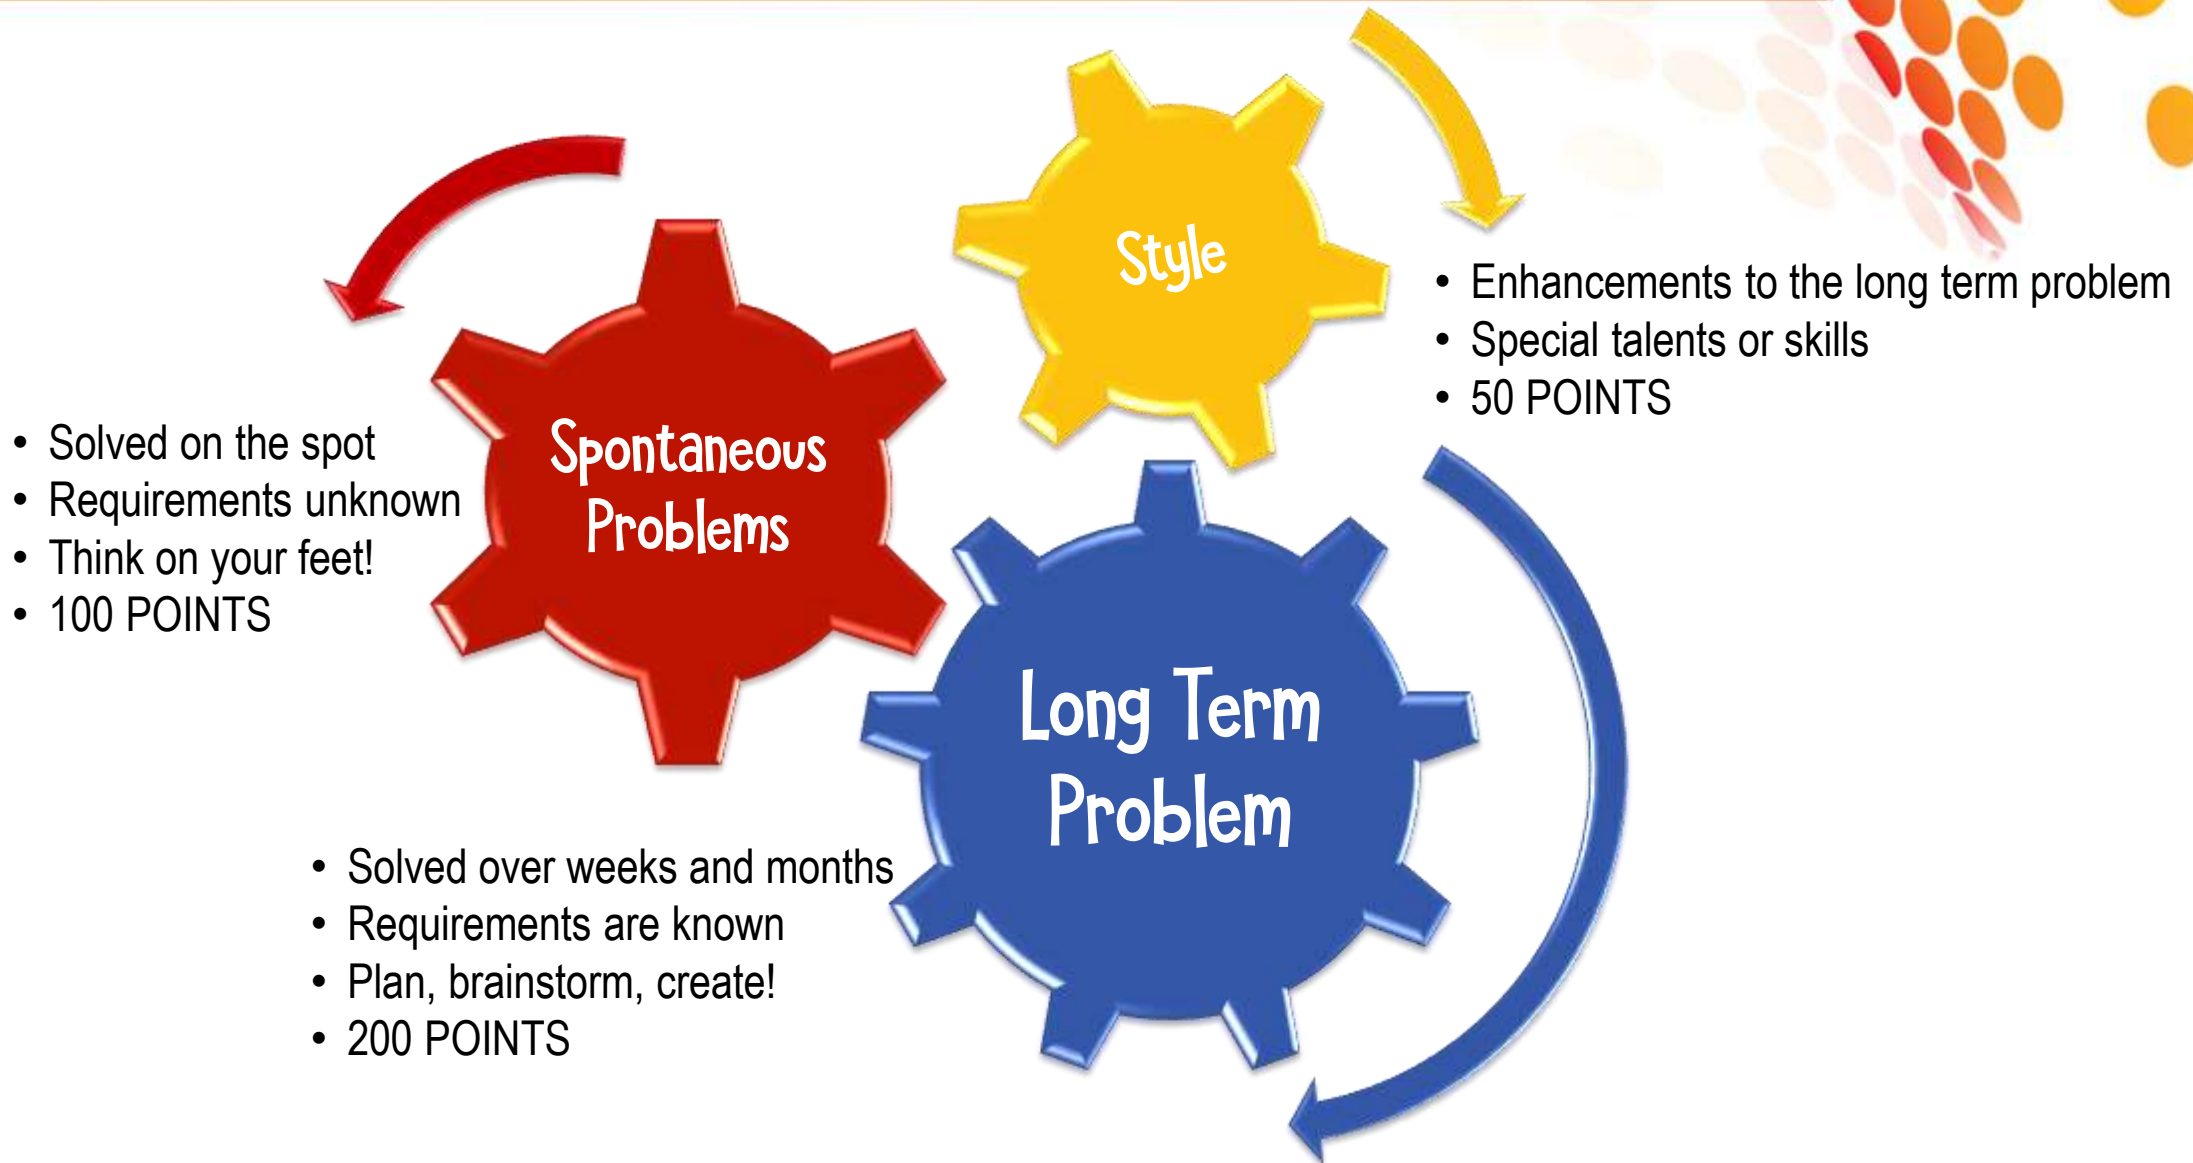 Style
• Enhancements to the long term problem
• Special talents or skills
• 50 POINTS
Spontaneous
Problems
• Solved on the spot
• Requirements unknown
• Think on your feet!
• 100 POINTS
Long Term
Problem
• Solved over weeks and months
• Requirements are known
• Plan, brainstorm, create!
• 200 POINTS